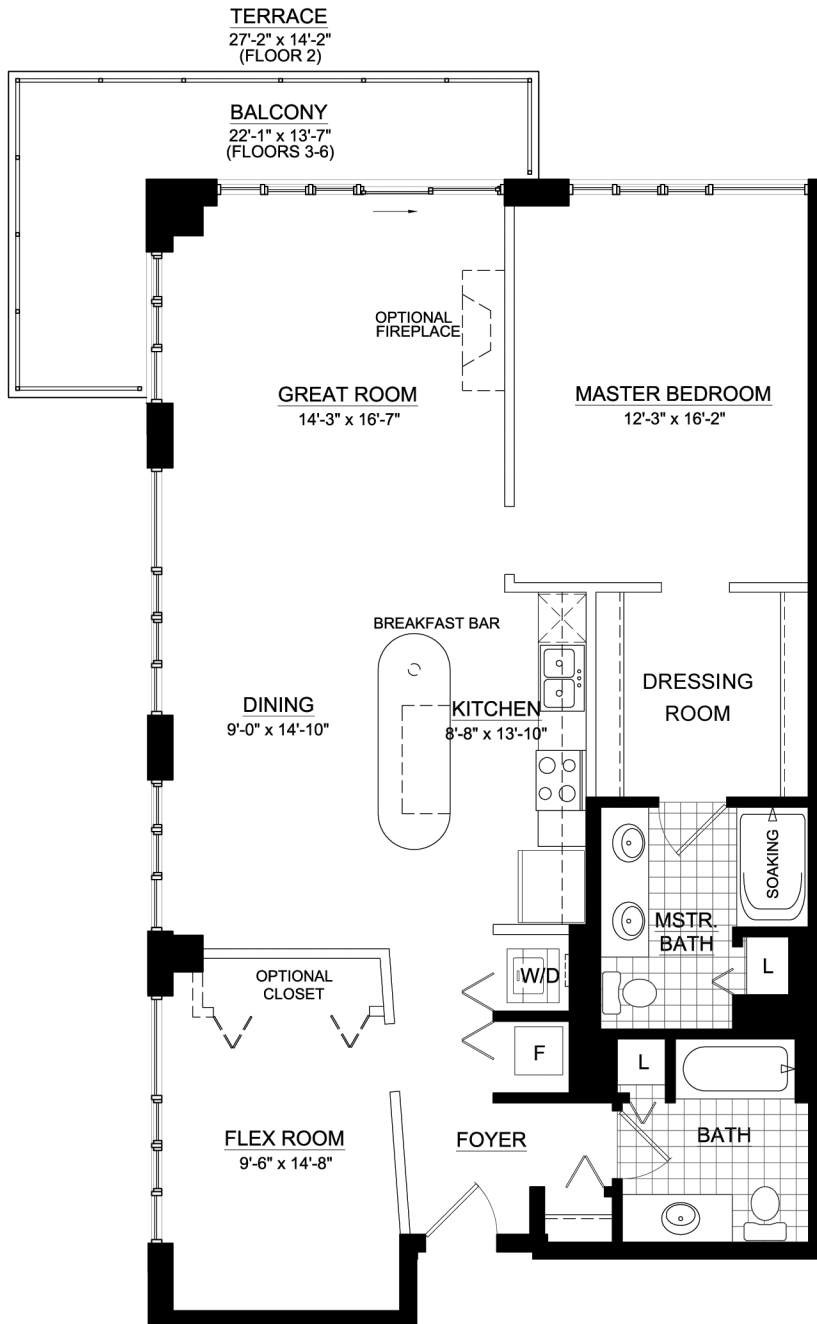 TERRACE
27'-2" x 14'-2"
(FLOOR 2)
BALCONY
22'-1" x 13'-7"
(FLOORS 3-6)
OPTIONAL
FIREPLACE
GREAT ROOM
14'-3" x 16'-7"
MASTER BEDROOM
12'-3" x 16'-2"
BREAKFAST BAR
DINING
9'-0" x 14'-10"
KITCHEN
8'-8" x 13'-10"
DRESSING
ROOM
SOAKING
MSTR.
BATH
L
W/D
OPTIONAL
CLOSET
F
L
FLEX ROOM
9'-6" x 14'-8"
FOYER
BATH